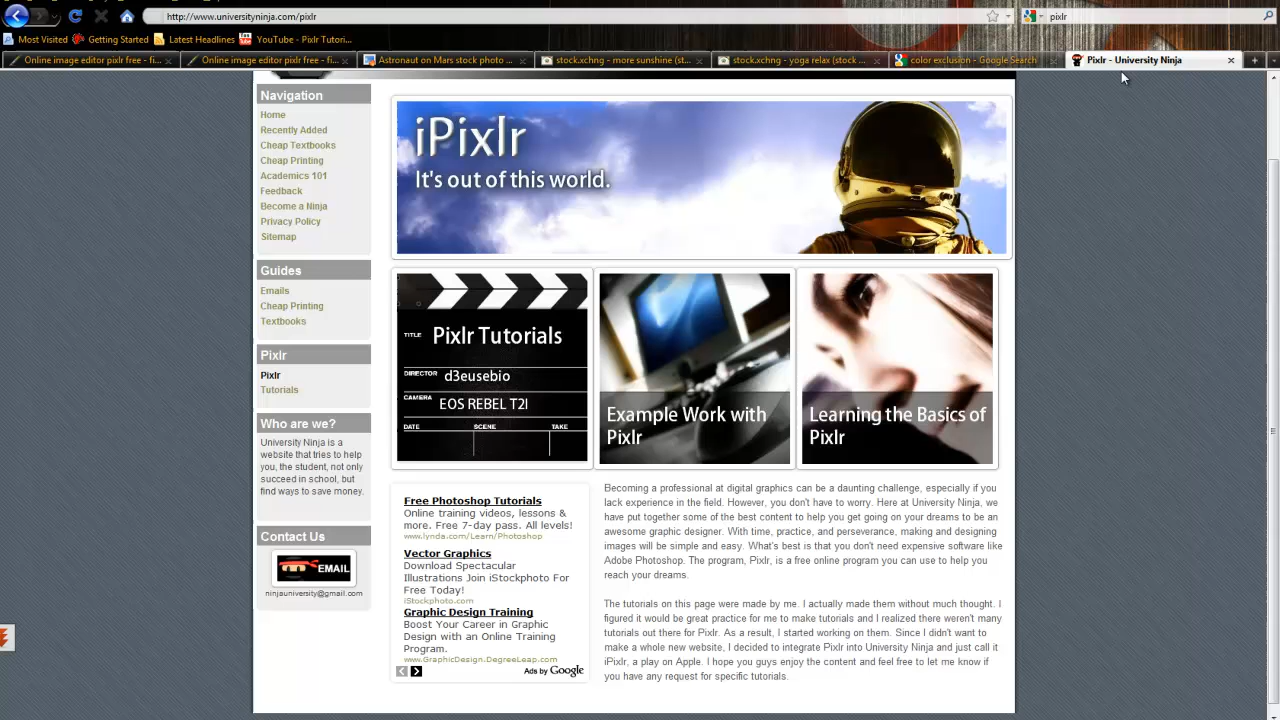 http://www.universityninja.com/pixlr
pixlr
Most Visited
Getting Started
Latest Headlines
YouTube - Pixlr Tutori...
Online image editor pixlr free - fi...
Online image editor pixlr free - fi...
Astronaut on Mars stock photo ...
stock.xchng - more sunshine (st...
stock.xchng - yoga relax (stock ...
color exclusion - Google Search
Pixlr - University Ninja
Navigation
Home
Recently Added
Cheap Textbooks
Cheap Printing
Academics 101
Feedback
Become a Ninja
Privacy Policy
Sitemap
Guides
Emails
Cheap Printing
Textbooks
Pixlr
Pixlr
Tutorials
Who are we?
University Ninja is a
website that tries to help
you, the student, not only
succeed in school, but
find ways to save money.
Contact Us
EMAIL
ninjauniversity@gmail.com
iPixlr
It's out of this world.
TITLE Pixlr Tutorials
DIRECTOR d3eusebio
CAMERA EOS REBEL T2I
DATE SCENE TAKE
Example Work with
Pixlr
Learning the Basics of
Pixlr
Free Photoshop Tutorials
Online training videos, lessons &
more. Free 7-day pass. All levels!
www.lynda.com/Learn/Photoshop
Vector Graphics
Download Spectacular
Illustrations Join iStockphoto For
Free Today!
iStockphoto.com
Graphic Design Training
Boost Your Career in Graphic
Design with an Online Training
Program.
www.GraphicDesign.DegreeLeap.com
Ads by Google
Becoming a professional at digital graphics can be a daunting challenge, especially if you
lack experience in the field. However, you don't have to worry. Here at University Ninja, we
have put together some of the best content to help you get going on your dreams to be an
awesome graphic designer. With time, practice, and perseverance, making and designing
images will be simple and easy. What's best is that you don't need expensive software like
Adobe Photoshop. The program, Pixlr, is a free online program you can use to help you
reach your dreams.
The tutorials on this page were made by me. I actually made them without much thought. I
figured it would be great practice for me to make tutorials and I realized there weren't many
tutorials out there for Pixlr. As a result, I started working on them. Since I didn't want to
make a whole new website, I decided to integrate Pixlr into University Ninja and just call it
iPixlr, a play on Apple. I hope you guys enjoy the content and feel free to let me know if
you have any request for specific tutorials.